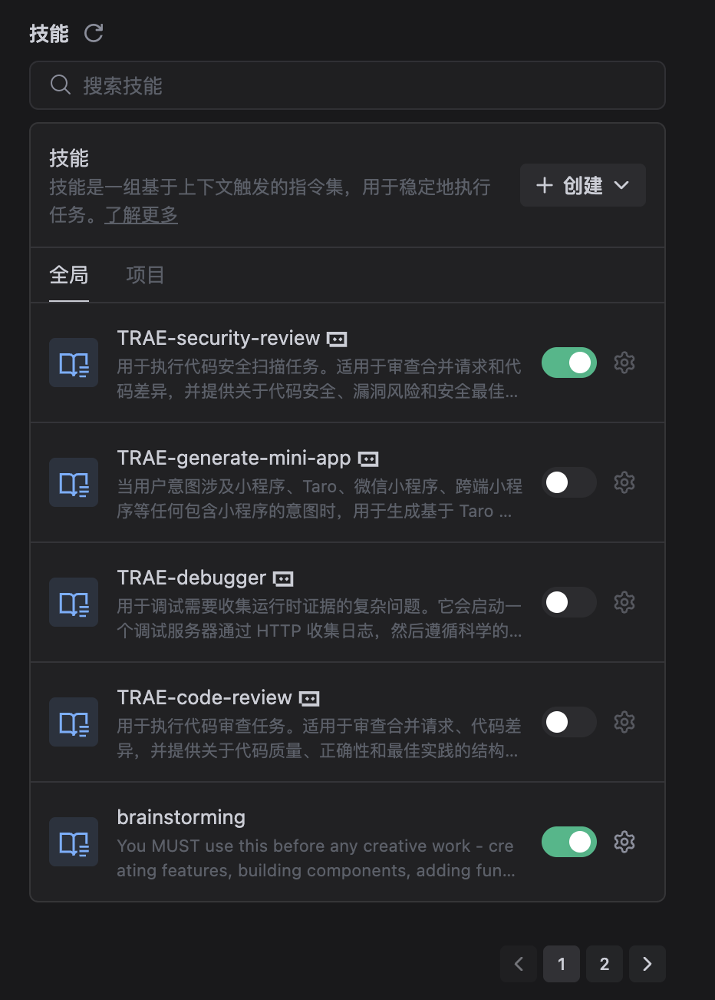 技能
搜索技能
技能
技能是一组基于上下文触发的指令集，用于稳定地执行
任务。了解更多
创建
全局
项目
TRAE-security-review
用于执行代码安全扫描任务。适用于审查合并请求和代
码差异，并提供关于代码安全、漏洞风险和安全最佳...
TRAE-generate-mini-app
当用户意图涉及小程序、Taro、微信小程序、跨端小程
序等任何包含小程序的意图时，用于生成基于 Taro ...
TRAE-debugger
用于调试需要收集运行时证据的复杂问题。它会启动一
个调试服务器通过 HTTP 收集日志，然后遵循科学的...
TRAE-code-review
用于执行代码审查任务。适用于审查合并请求、代码差
异，并提供关于代码质量、正确性和最佳实践的结构...
brainstorming
You MUST use this before any creative work - cre
ating features, building components, adding fun...
1
2